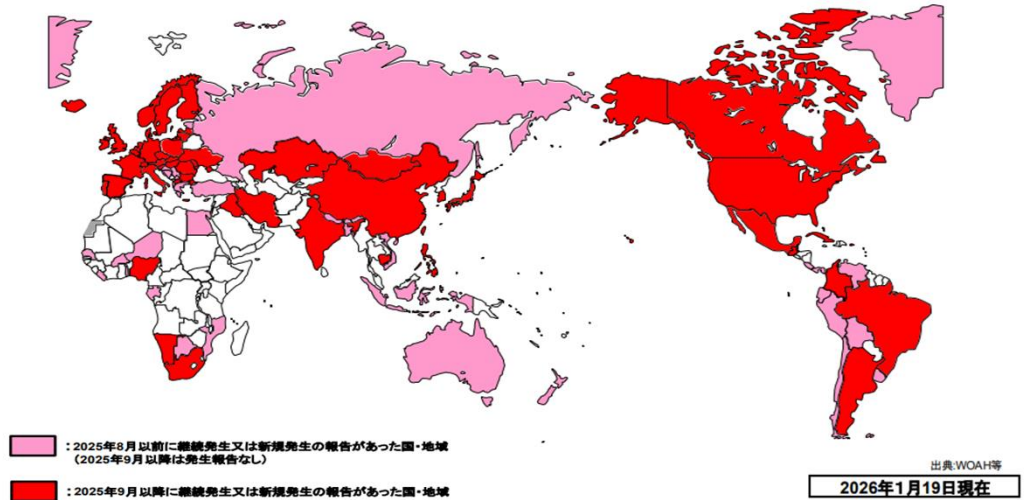 :2025年8月以前に継続発生又は新規発生の報告があった国・地域
(2025年9月以降は発生報告なし)
:2025年9月以降に継続発生又は新規発生の報告があった国・地域
出典:WOAH等
2026年1月19日現在